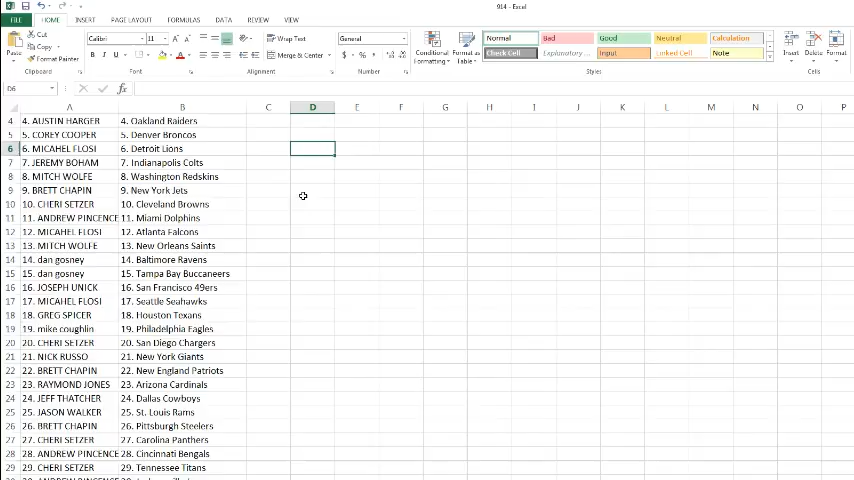 914 - Excel
FILE HOME INSERT PAGE LAYOUT FORMULAS DATA REVIEW VIEW
Cut
Copy
Format Painter
Paste
Clipboard
Calibri 11
B I U
Font
Wrap Text
Merge & Center
Alignment
General
$ % ,
Number
Conditional Formatting
Format as Table
Normal Bad Good Neutral Calculation
Check Cell Explanatory ... Input Linked Cell Note
Styles
Insert Delete Format
Cells
D6 fx
A B C D E F G H I J K L M N O P
4 4. AUSTIN HARGER 4. Oakland Raiders
5 5. COREY COOPER 5. Denver Broncos
6 6. MICAHEL FLOSI 6. Detroit Lions
7 7. JEREMY BOHAM 7. Indianapolis Colts
8 8. MITCH WOLFE 8. Washington Redskins
9 9. BRETT CHAPIN 9. New York Jets
10 10. CHERI SETZER 10. Cleveland Browns
11 11. ANDREW PINCENCE 11. Miami Dolphins
12 12. MICAHEL FLOSI 12. Atlanta Falcons
13 13. MITCH WOLFE 13. New Orleans Saints
14 14. dan gosney 14. Baltimore Ravens
15 15. dan gosney 15. Tampa Bay Buccaneers
16 16. JOSEPH UNICK 16. San Francisco 49ers
17 17. MICAHEL FLOSI 17. Seattle Seahawks
18 18. GREG SPICER 18. Houston Texans
19 19. mike coughlin 19. Philadelphia Eagles
20 20. CHERI SETZER 20. San Diego Chargers
21 21. NICK RUSSO 21. New York Giants
22 22. BRETT CHAPIN 22. New England Patriots
23 23. RAYMOND JONES 23. Arizona Cardinals
24 24. JEFF THATCHER 24. Dallas Cowboys
25 25. JASON WALKER 25. St. Louis Rams
26 26. BRETT CHAPIN 26. Pittsburgh Steelers
27 27. CHERI SETZER 27. Carolina Panthers
28 28. ANDREW PINCENCE 28. Cincinnati Bengals
29 29. CHERI SETZER 29. Tennessee Titans